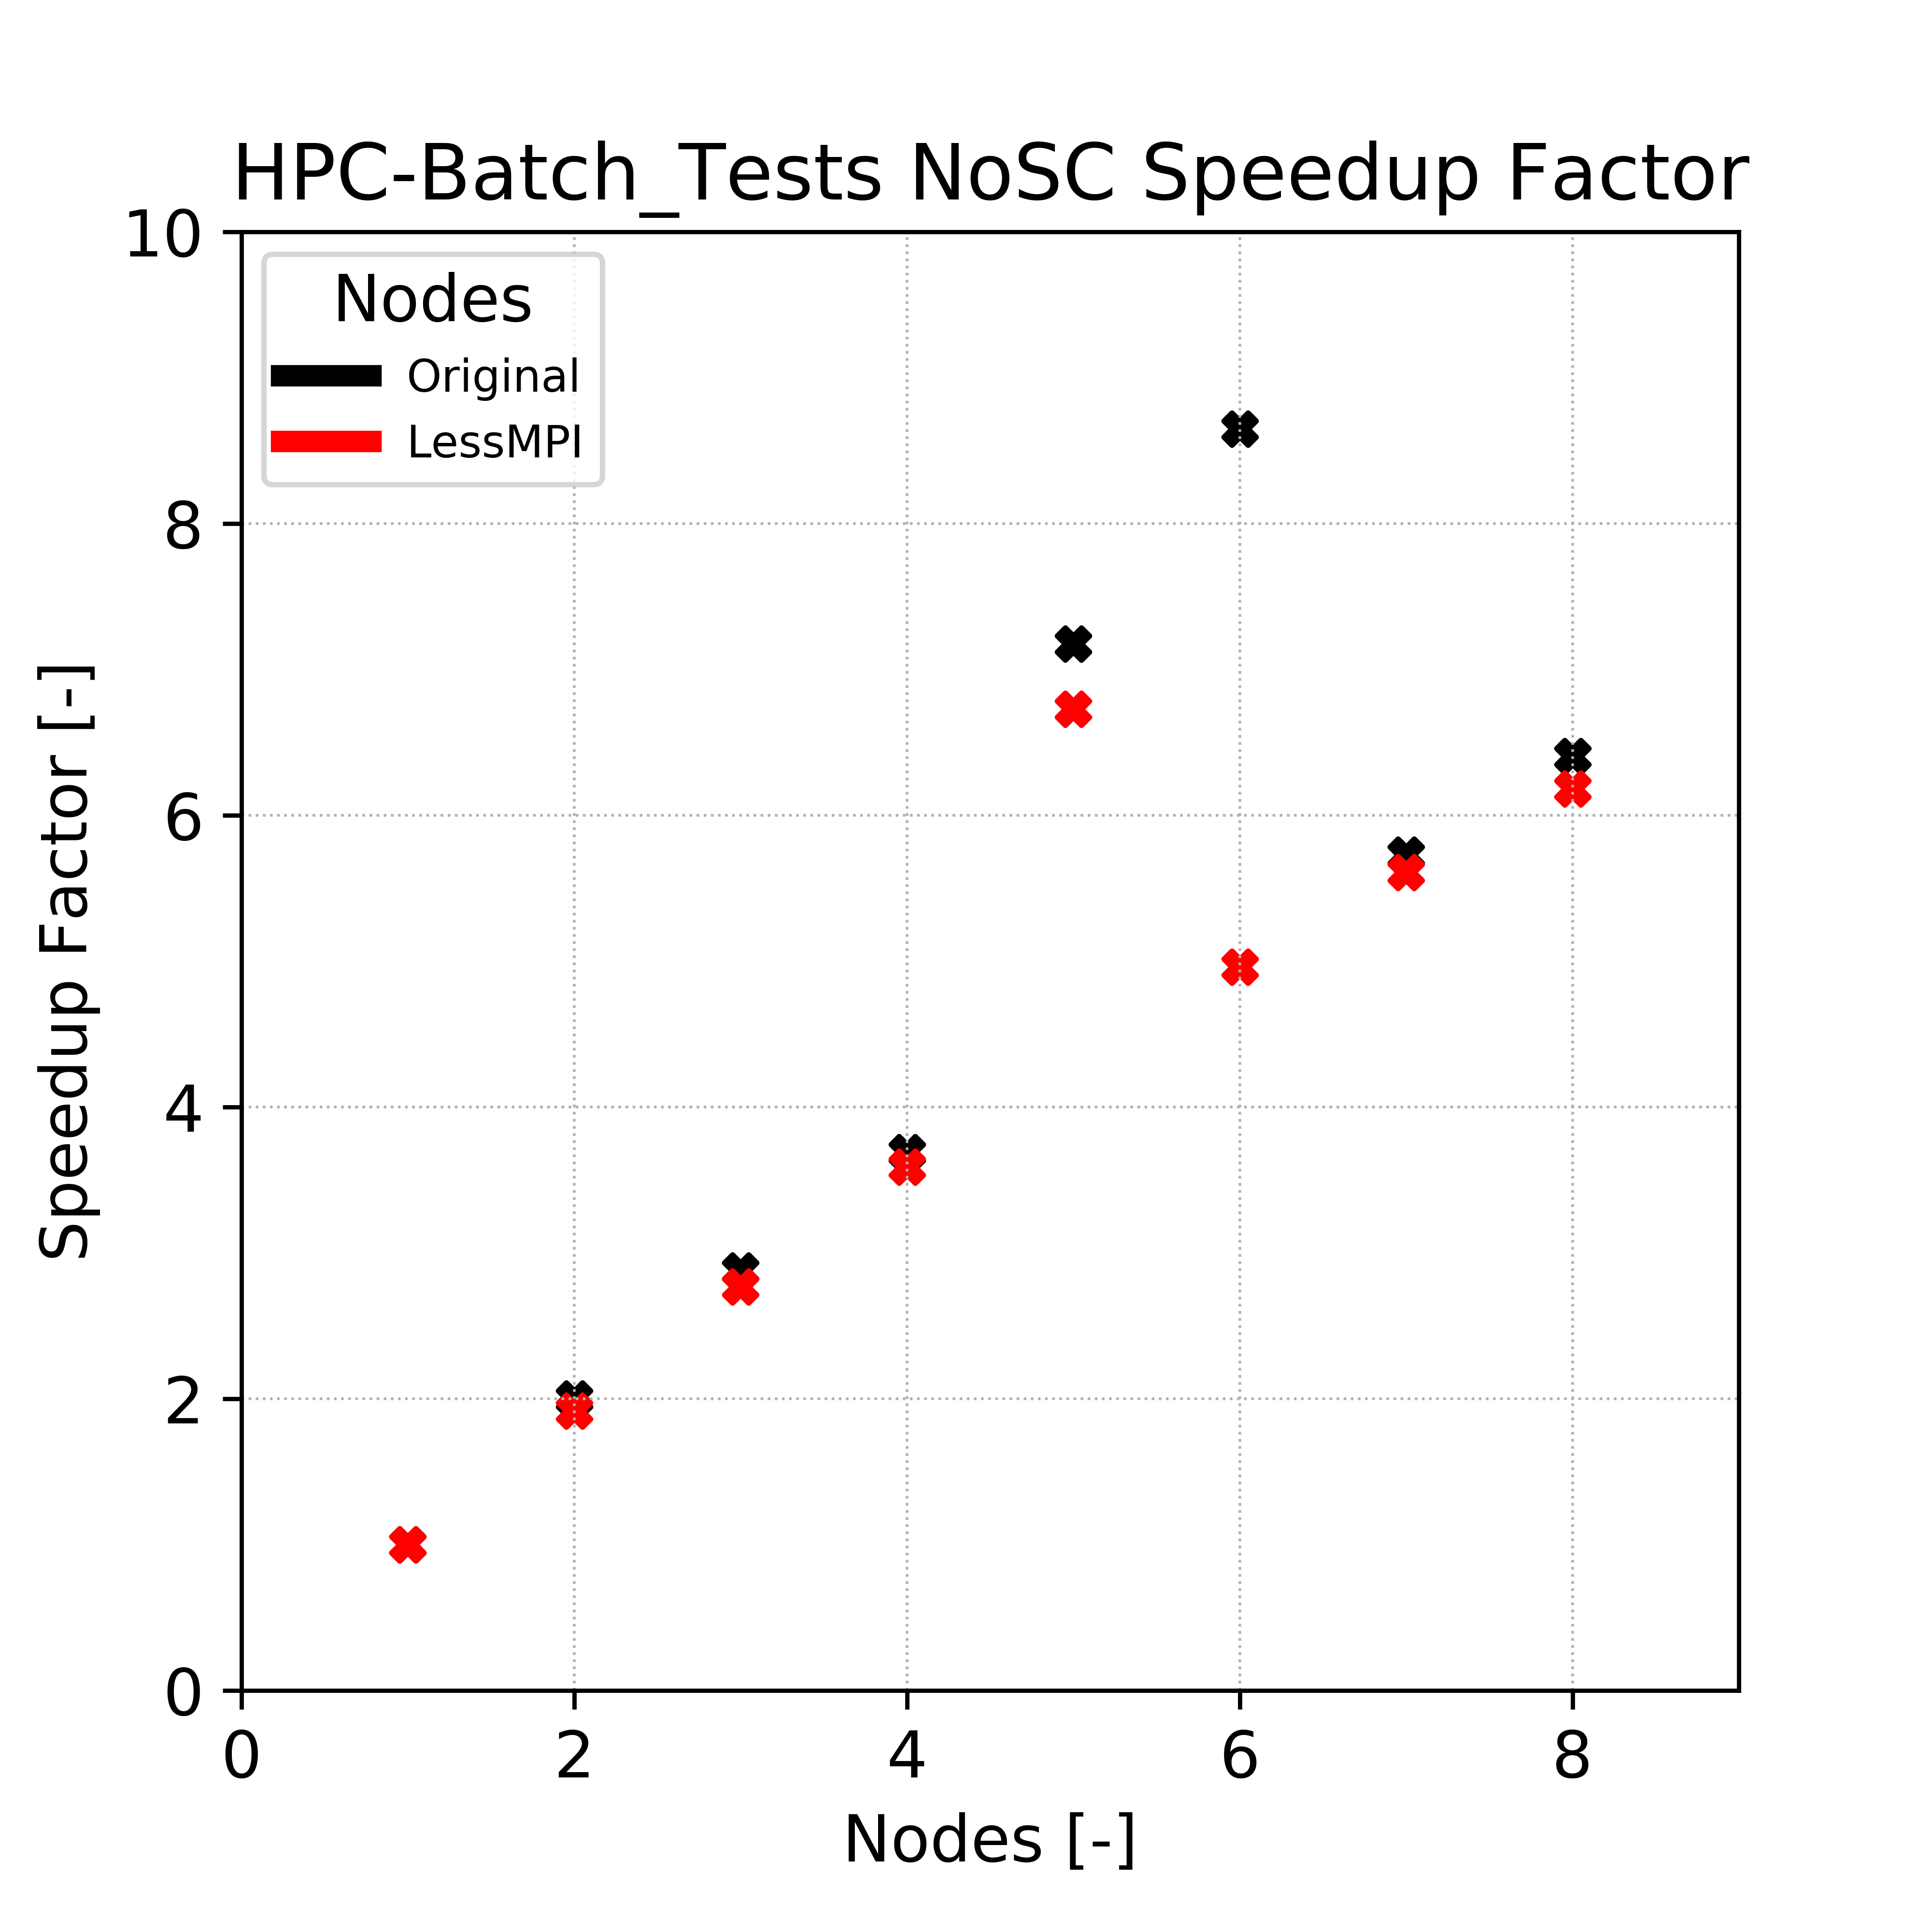 HPC-Batch_Tests NoSC Speedup Factor
10
8
6
4
2
0
Speedup Factor [-]
Nodes
Original
LessMPI
0 2 4 6 8
Nodes [-]